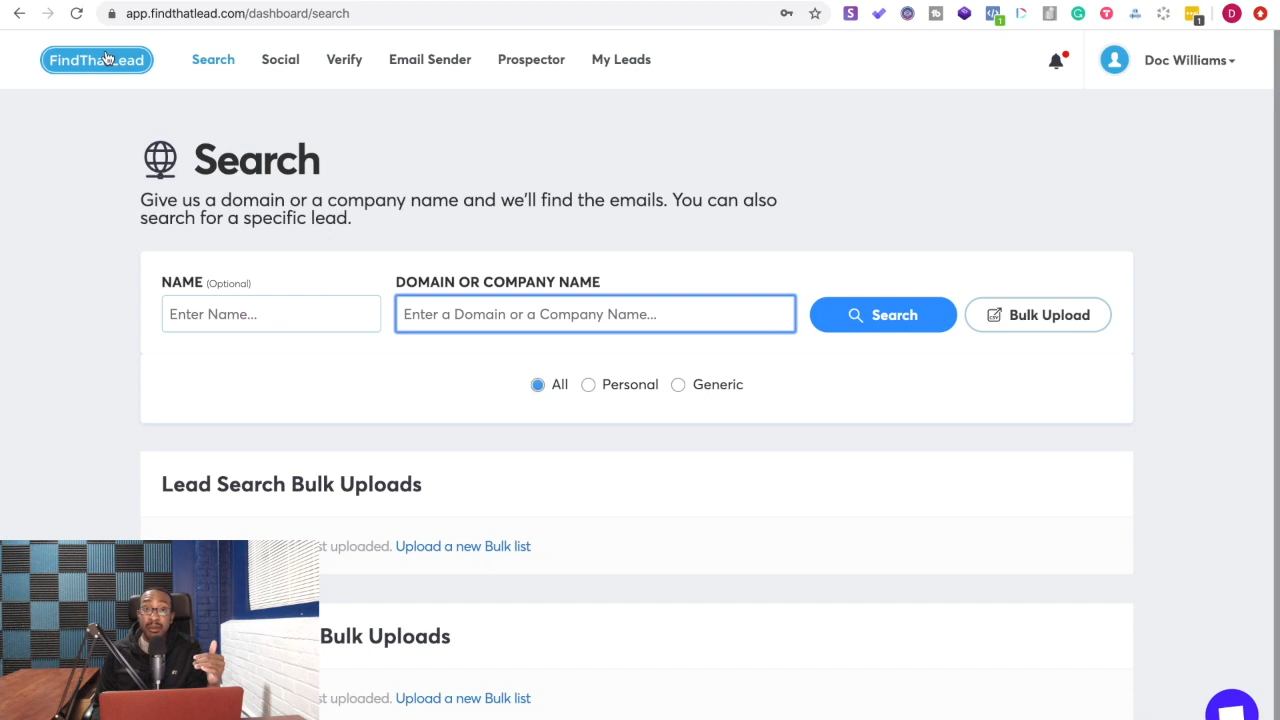 app.findthatlead.com/dashboard/search
FindThatLead
Search
Social
Verify
Email Sender
Prospector
My Leads
Doc Williams
Search
Give us a domain or a company name and we'll find the emails. You can also
search for a specific lead.
NAME (Optional)
DOMAIN OR COMPANY NAME
Enter Name...
Enter a Domain or a Company Name...
Search
Bulk Upload
All
Personal
Generic
Lead Search Bulk Uploads
uploaded. Upload a new Bulk list
Bulk Uploads
uploaded. Upload a new Bulk list